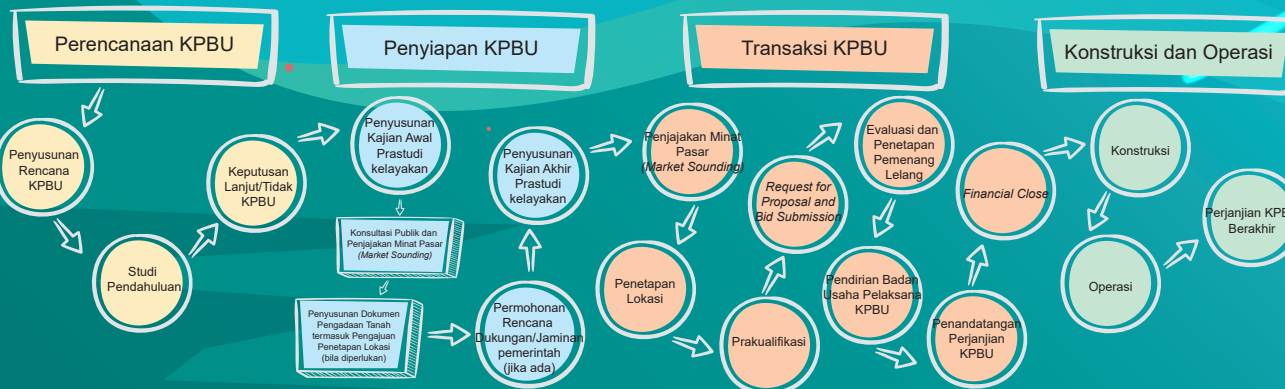 Perencanaan KPBU
Penyiapan KPBU
Transaksi KPBU
Konstruksi dan Operasi
Penyusunan
Rencana
KPBU
Studi
Pendahuluan
Keputusan
Lanjut/Tidak
KPBU
Penyusunan
Kajian Awal
Prastudi
kelayakan
Konsultasi Publik dan
Penjajakan Minat Pasar
(Market Sounding)
Penyusunan Dokumen
Pengadaan Tanah
termasuk Pengajuan
Penetapan Lokasi
(bila diperlukan)
Permohonan
Rencana
Dukungan/Jaminan
pemerintah
(jika ada)
Penyusunan
Kajian Akhir
Prastudi
kelayakan
Penjajakan Minat
Pasar
(Market Sounding)
Penetapan
Lokasi
Prakualifikasi
Request for
Proposal and
Bid Submission
Evaluasi dan
Penetapan
Pemenang
Lelang
Pendirian Badan
Usaha Pelaksana
KPBU
Penandatangan
Perjanjian
KPBU
Financial Close
Konstruksi
Operasi
Perjanjian
Berakhir